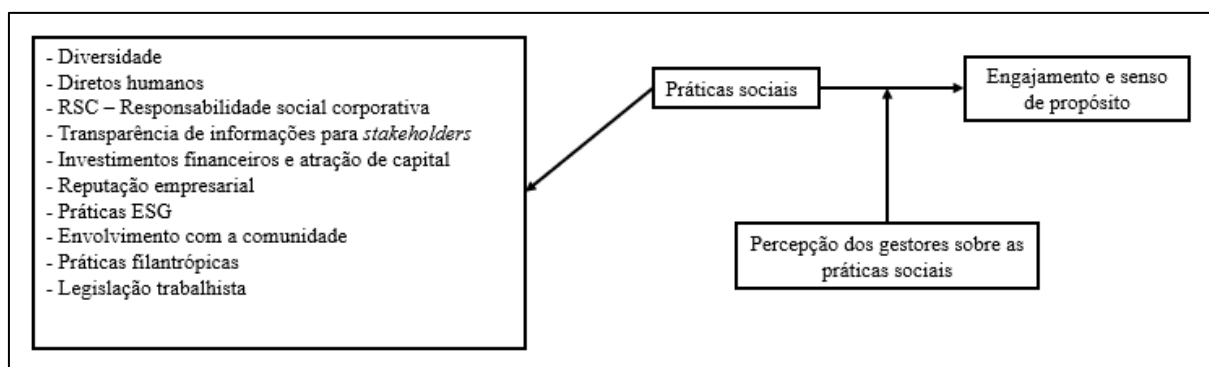 - Diversidade
- Diretos humanos
- RSC – Responsabilidade social corporativa
- Transparência de informações para stakeholders
- Investimentos financeiros e atração de capital
- Reputação empresarial
- Práticas ESG
- Envolvimento com a comunidade
- Práticas filantrópicas
- Legislação trabalhista
Práticas sociais
Engajamento e senso
de propósito
Percepção dos gestores sobre as
práticas sociais